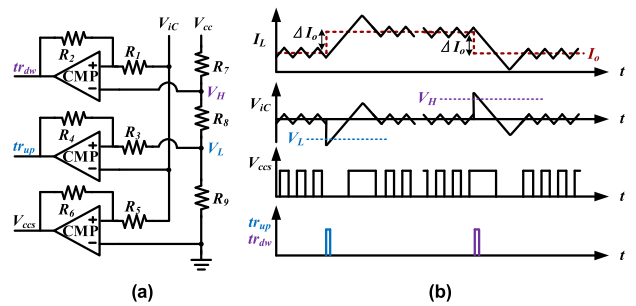 V_iC V_cc
R_2 R_1 R_7
CMP
+
−
tr_dw
V_H
R_8
R_4 R_3
CMP
+
−
tr_up
V_L
R_9
R_6 R_5
CMP
+
−
V_ccs
(a)
I_L
ΔI_o
ΔI_o
I_o
t
V_iC
V_H
V_L
t
V_ccs
t
tr_up
tr_dw
t
(b)